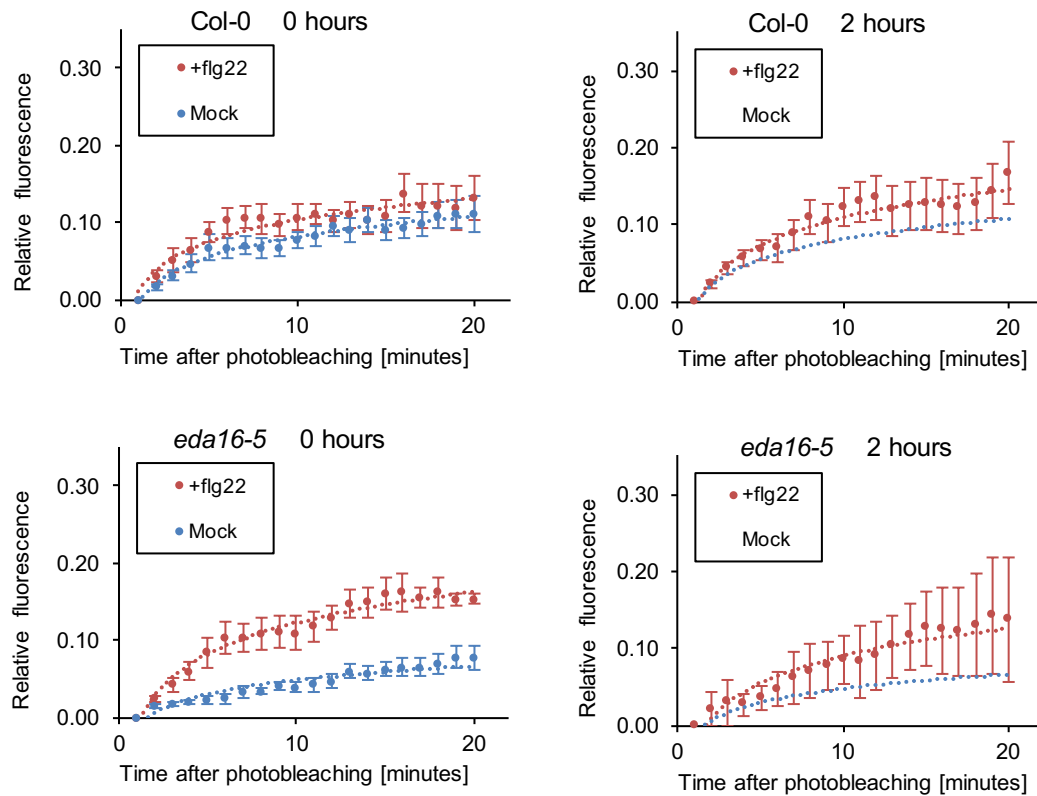 Col-0 0 hours
Relative fluorescence
0.30
0.20
0.10
0.00
+flg22
Mock
0 10 20
Time after photobleaching [minutes]
Col-0 2 hours
Relative fluorescence
0.30
0.20
0.10
0.00
+flg22
Mock
0 10 20
Time after photobleaching [minutes]
eda16-5 0 hours
Relative fluorescence
0.30
0.20
0.10
0.00
+flg22
Mock
0 10 20
Time after photobleaching [minutes]
eda16-5 2 hours
Relative fluorescence
0.30
0.20
0.10
0.00
+flg22
Mock
0 10 20
Time after photobleaching [minutes]